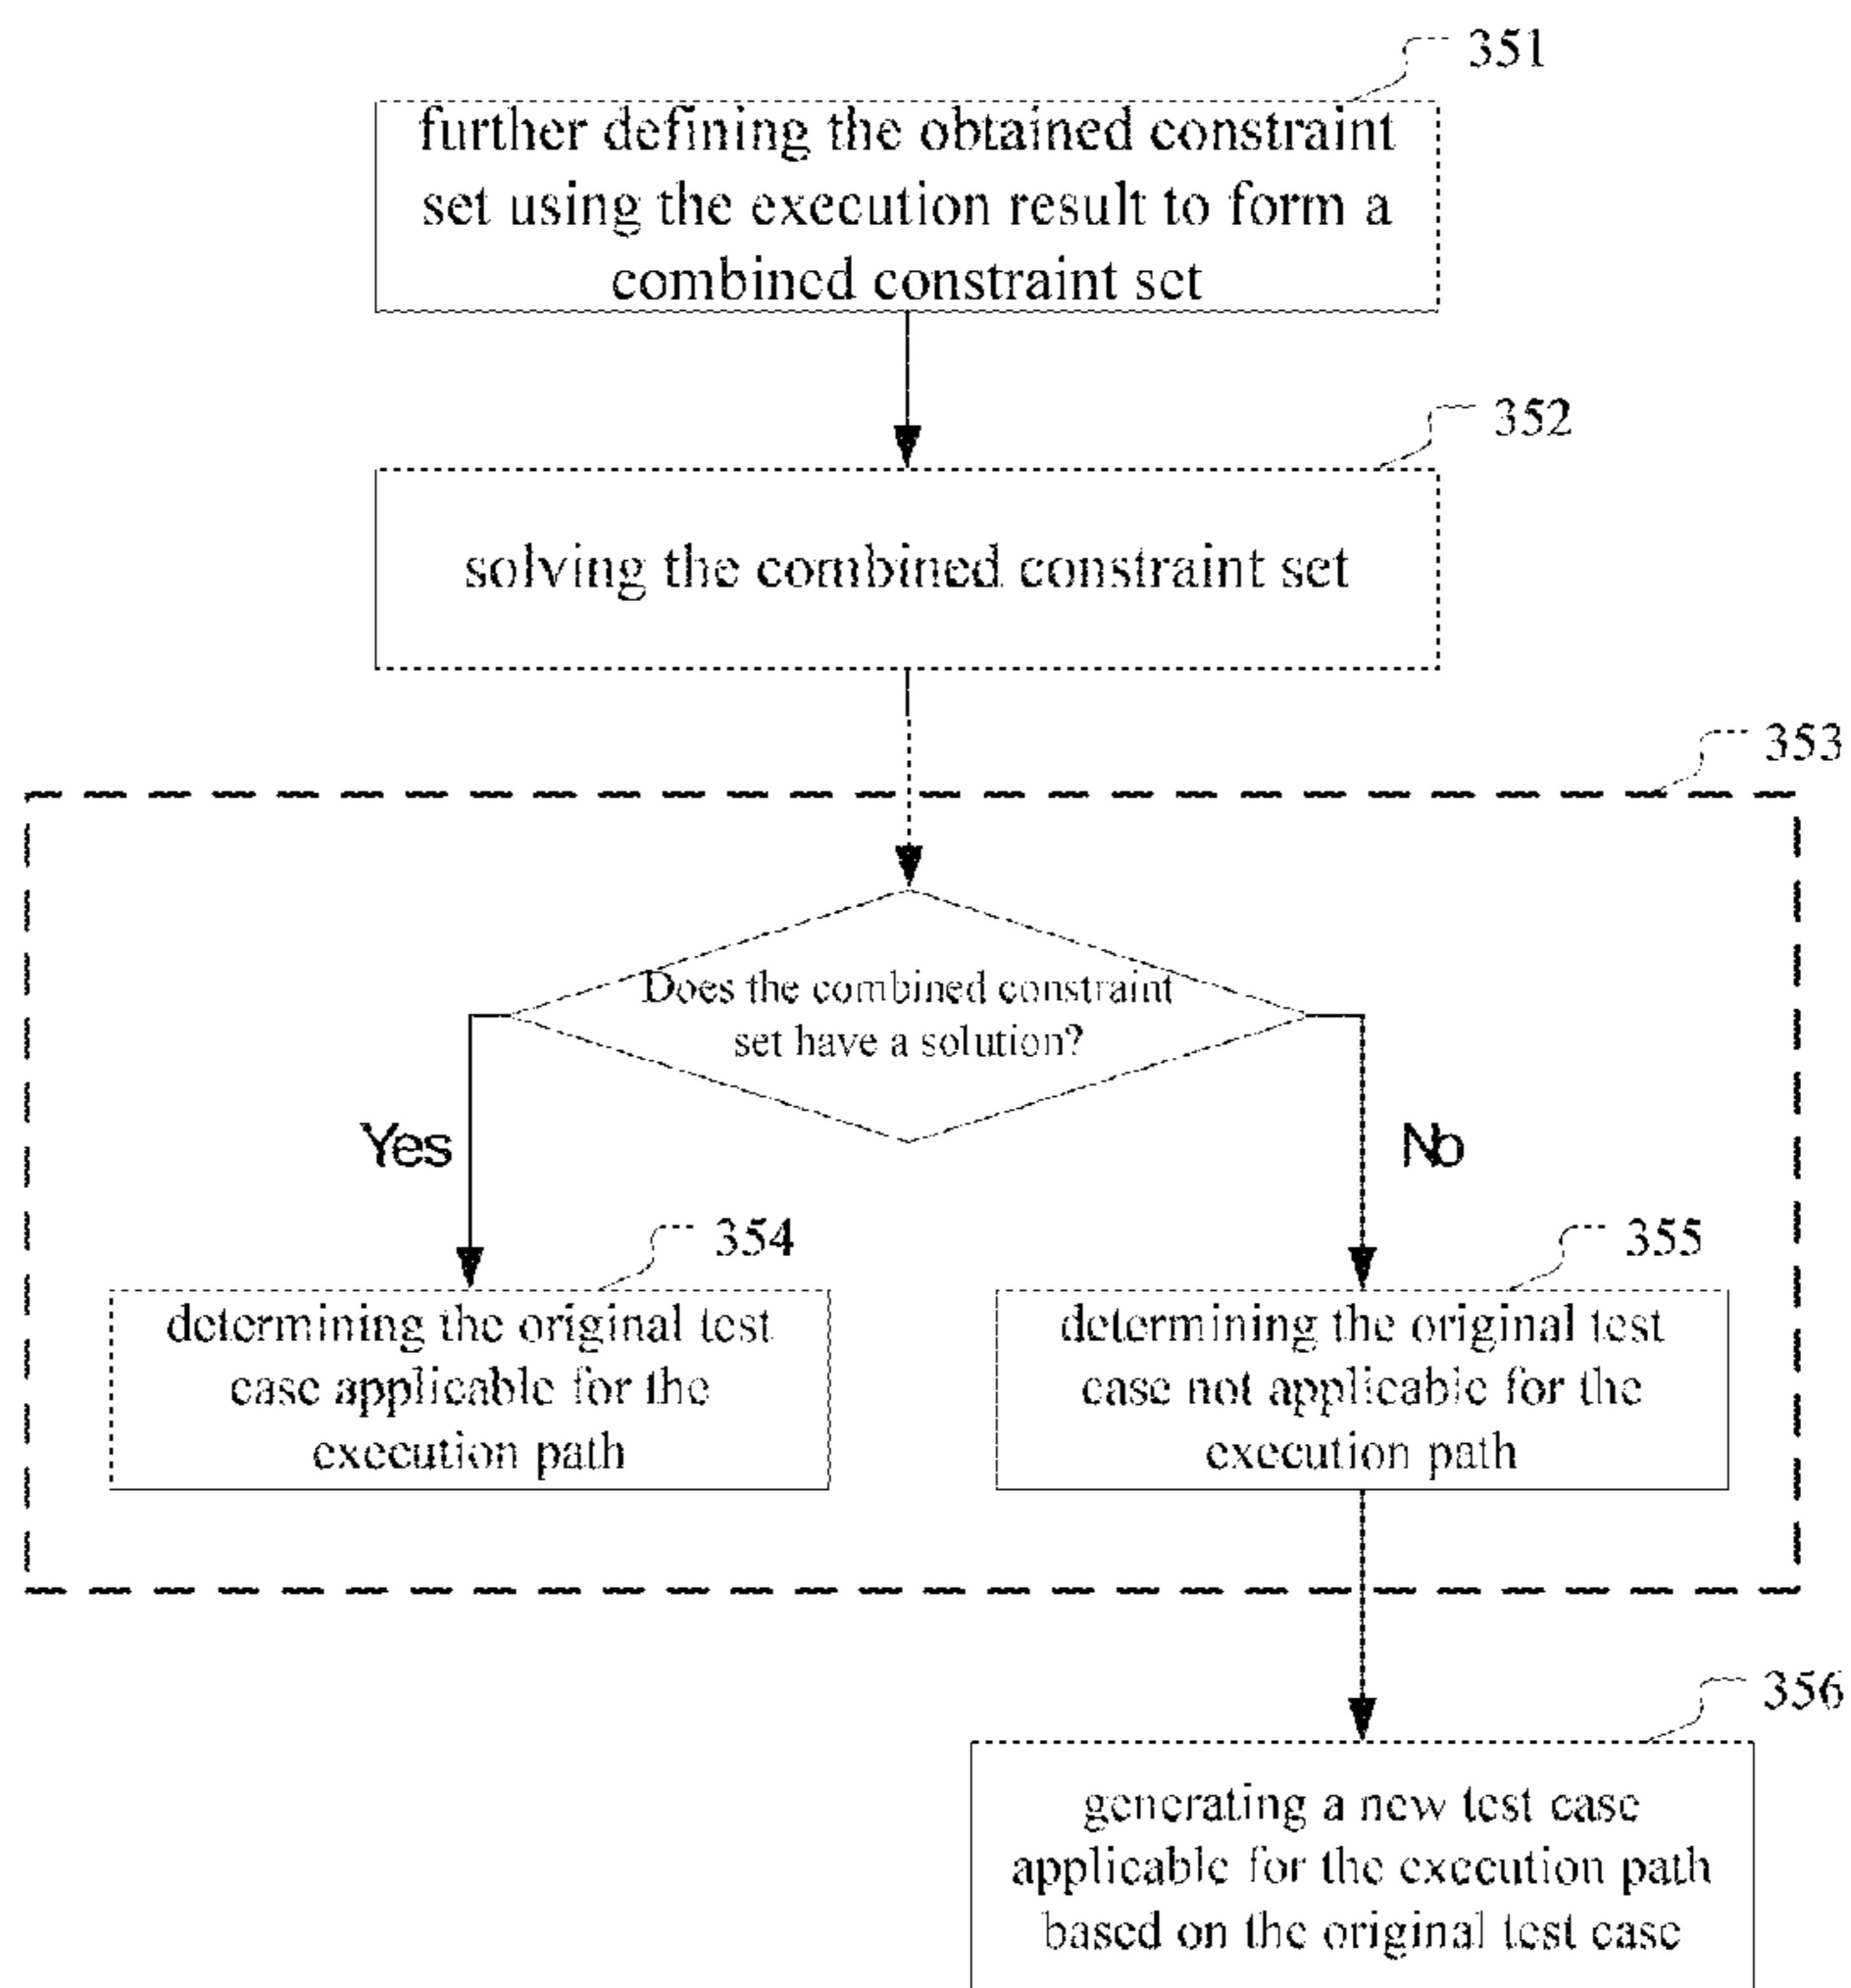 351
further defining the obtained constraint
set using the execution result to form a
combined constraint set
352
solving the combined constraint set
353
Does the combined constraint
set have a solution?
Yes
No
354
355
determining the original test
case applicable for the
execution path
determining the original test
case not applicable for the
execution path
356
generating a new test case
applicable for the execution path
based on the original test case